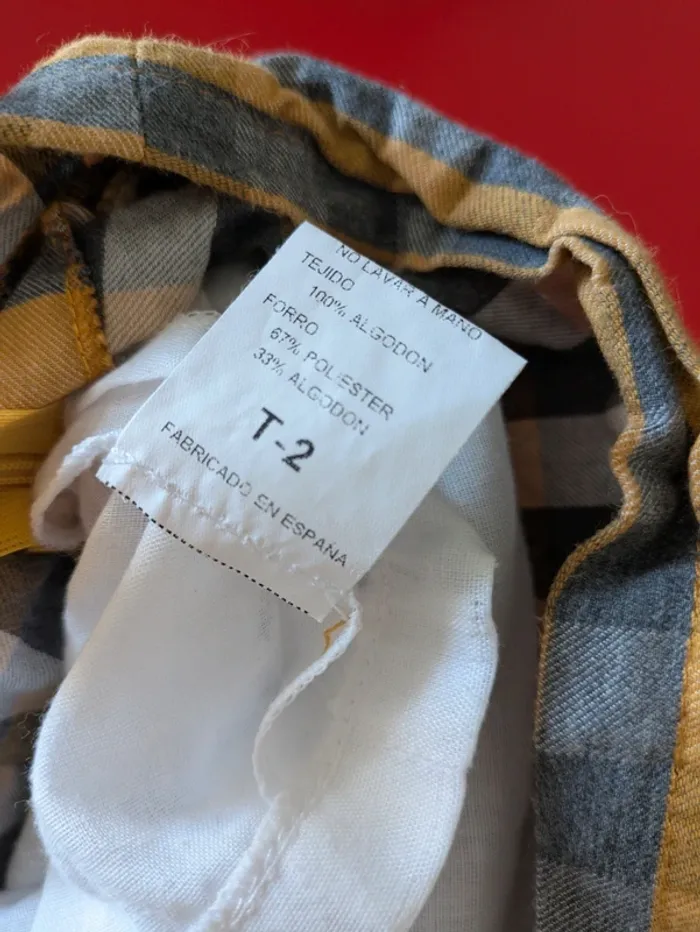 NO LAVAR A MANO
TEJIDO
100% ALGODON
FORRO
67% POLIESTER
33% ALGODON
T-2
FABRICADO EN ESPAÑA